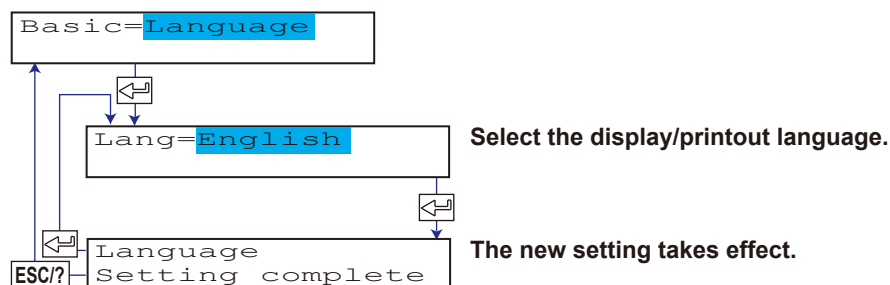 Basic=Language
Lang=English
Select the display/printout language.
Language
Setting complete
The new setting takes effect.
ESC/?